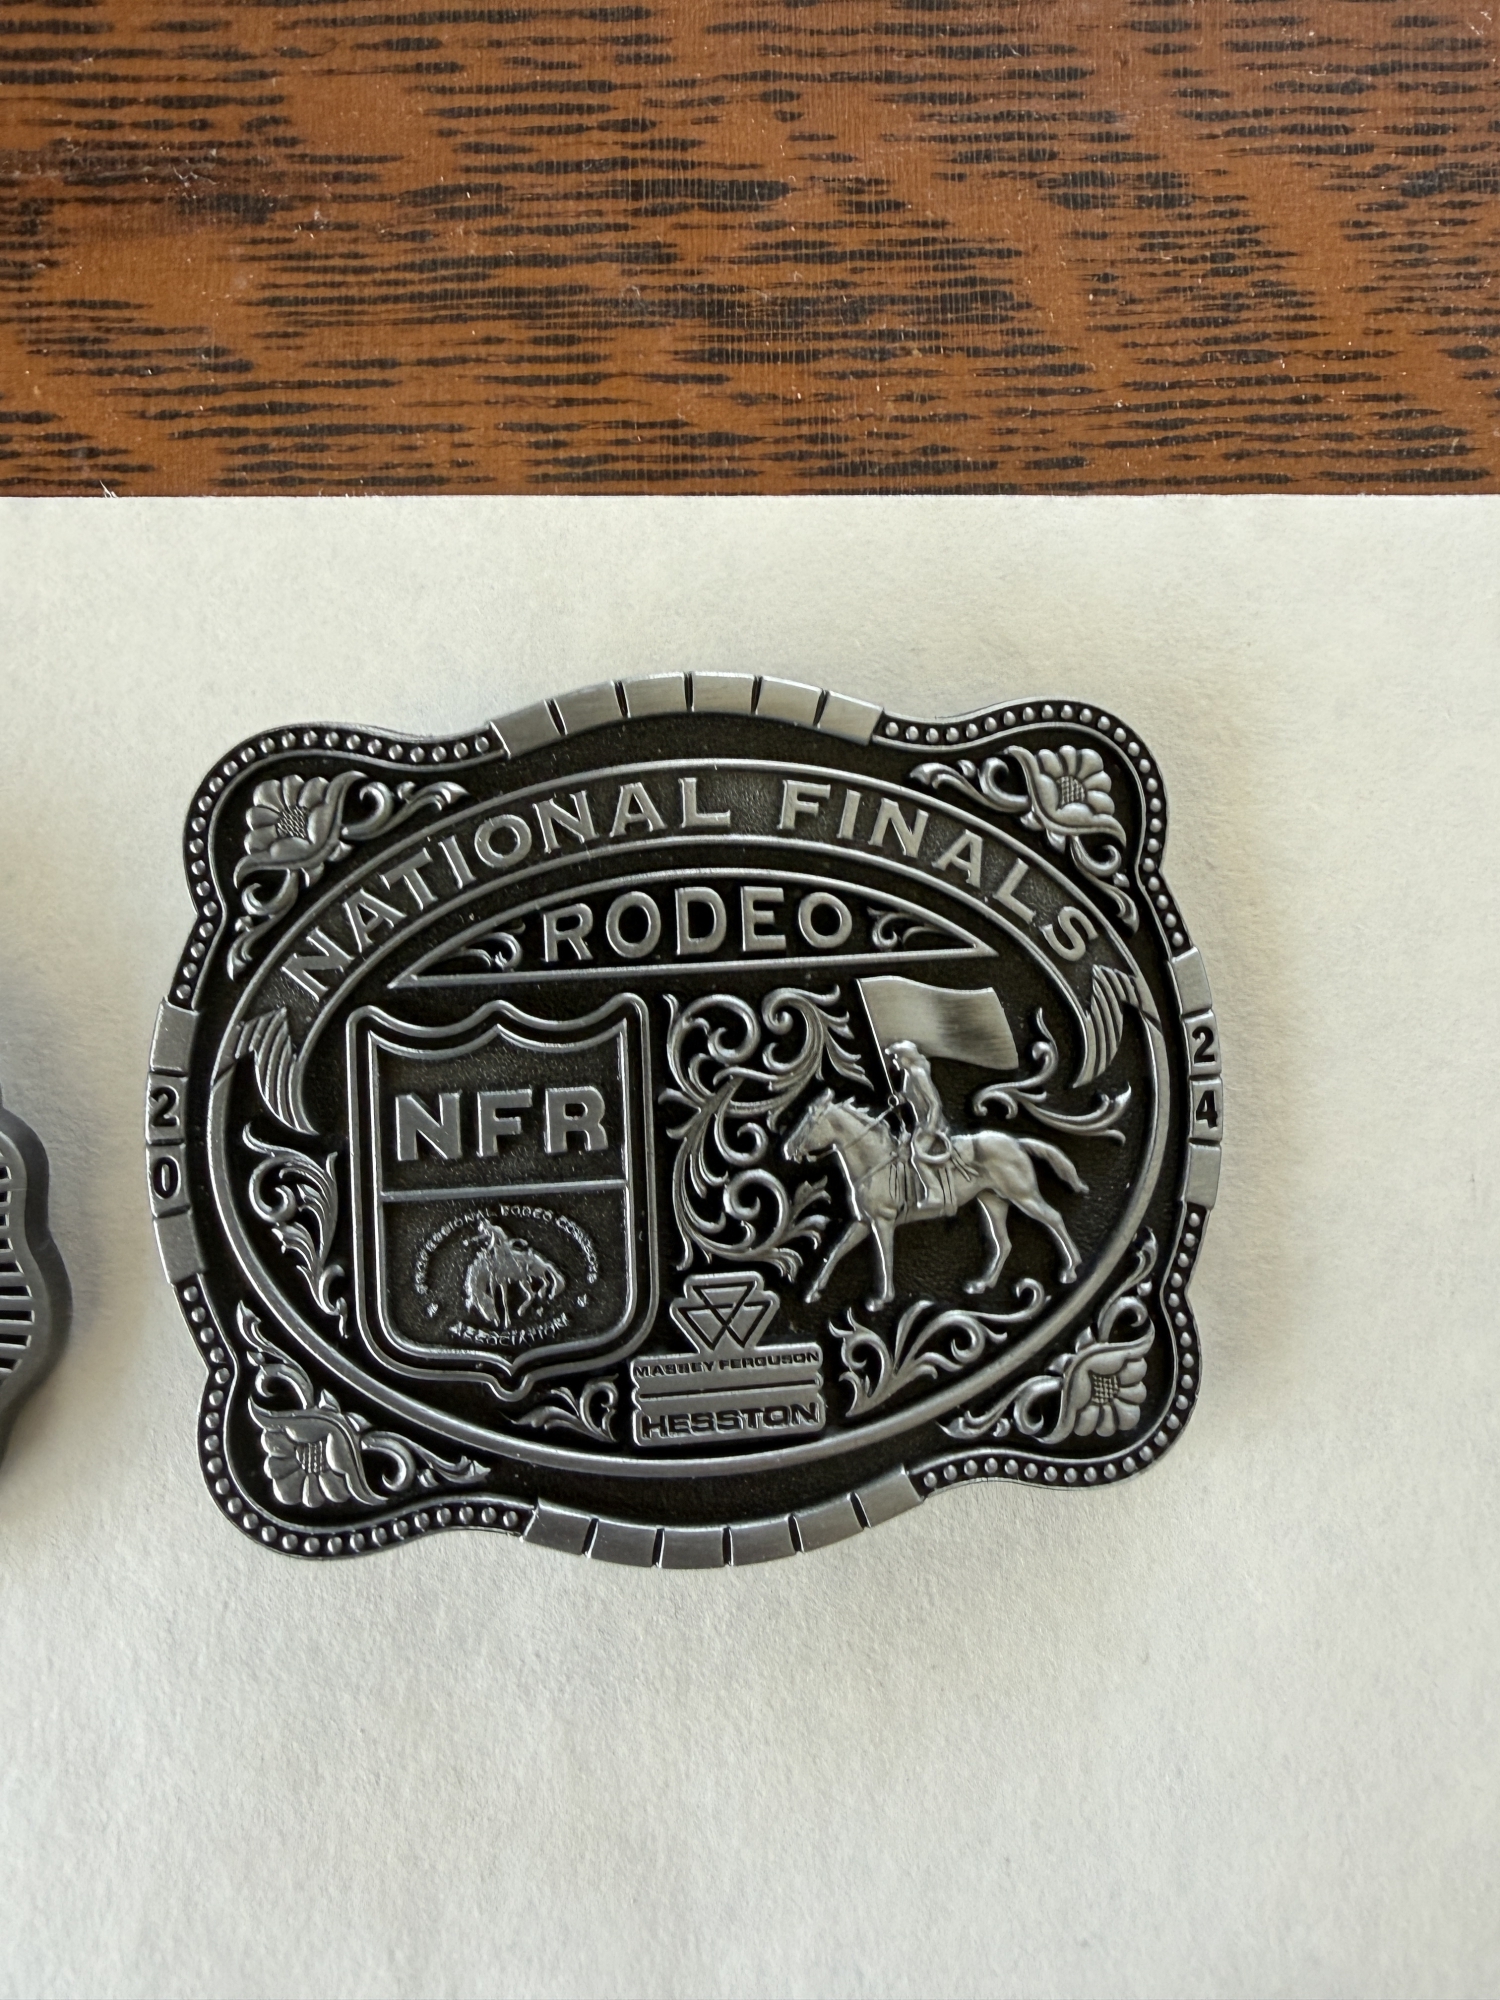 NATIONAL FINALS
RODEO
20
24
NFR
PROFESSIONAL RODEO COWBOYS
ASSOCIATION
MASSEY FERGUSON
HESSTON